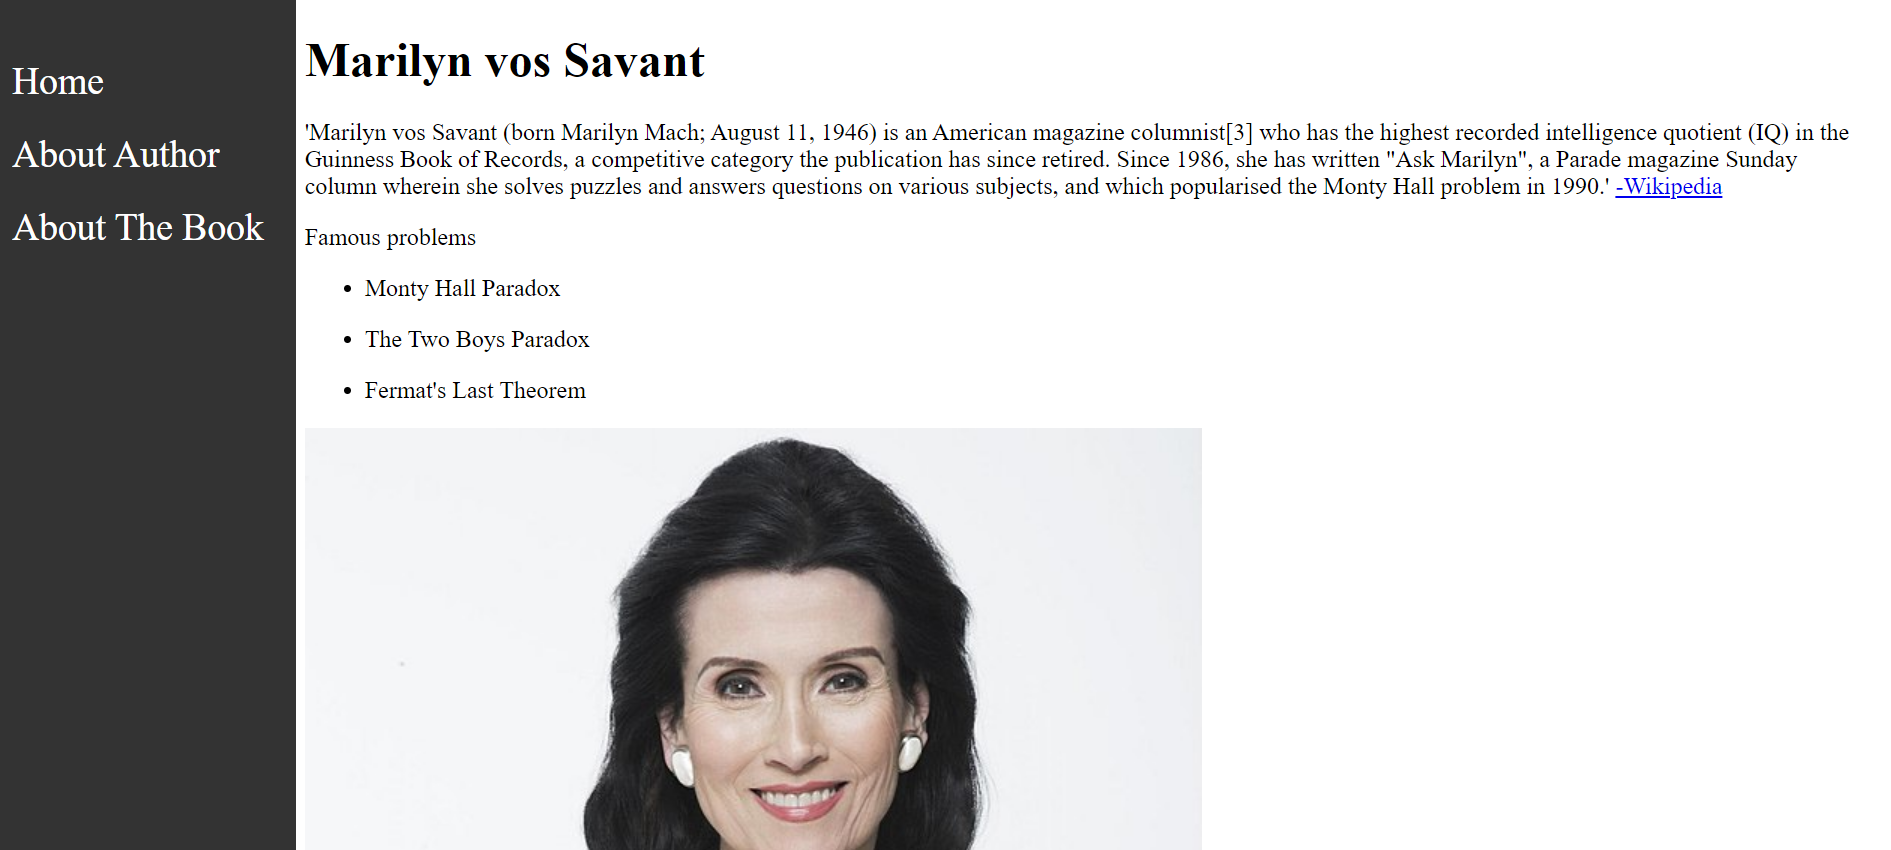 Home
About Author
About The Book
Marilyn vos Savant
'Marilyn vos Savant (born Marilyn Mach; August 11, 1946) is an American magazine columnist[3] who has the highest recorded intelligence quotient (IQ) in the
Guinness Book of Records, a competitive category the publication has since retired. Since 1986, she has written "Ask Marilyn", a Parade magazine Sunday
column wherein she solves puzzles and answers questions on various subjects, and which popularised the Monty Hall problem in 1990.' -Wikipedia
Famous problems
• Monty Hall Paradox
• The Two Boys Paradox
• Fermat's Last Theorem